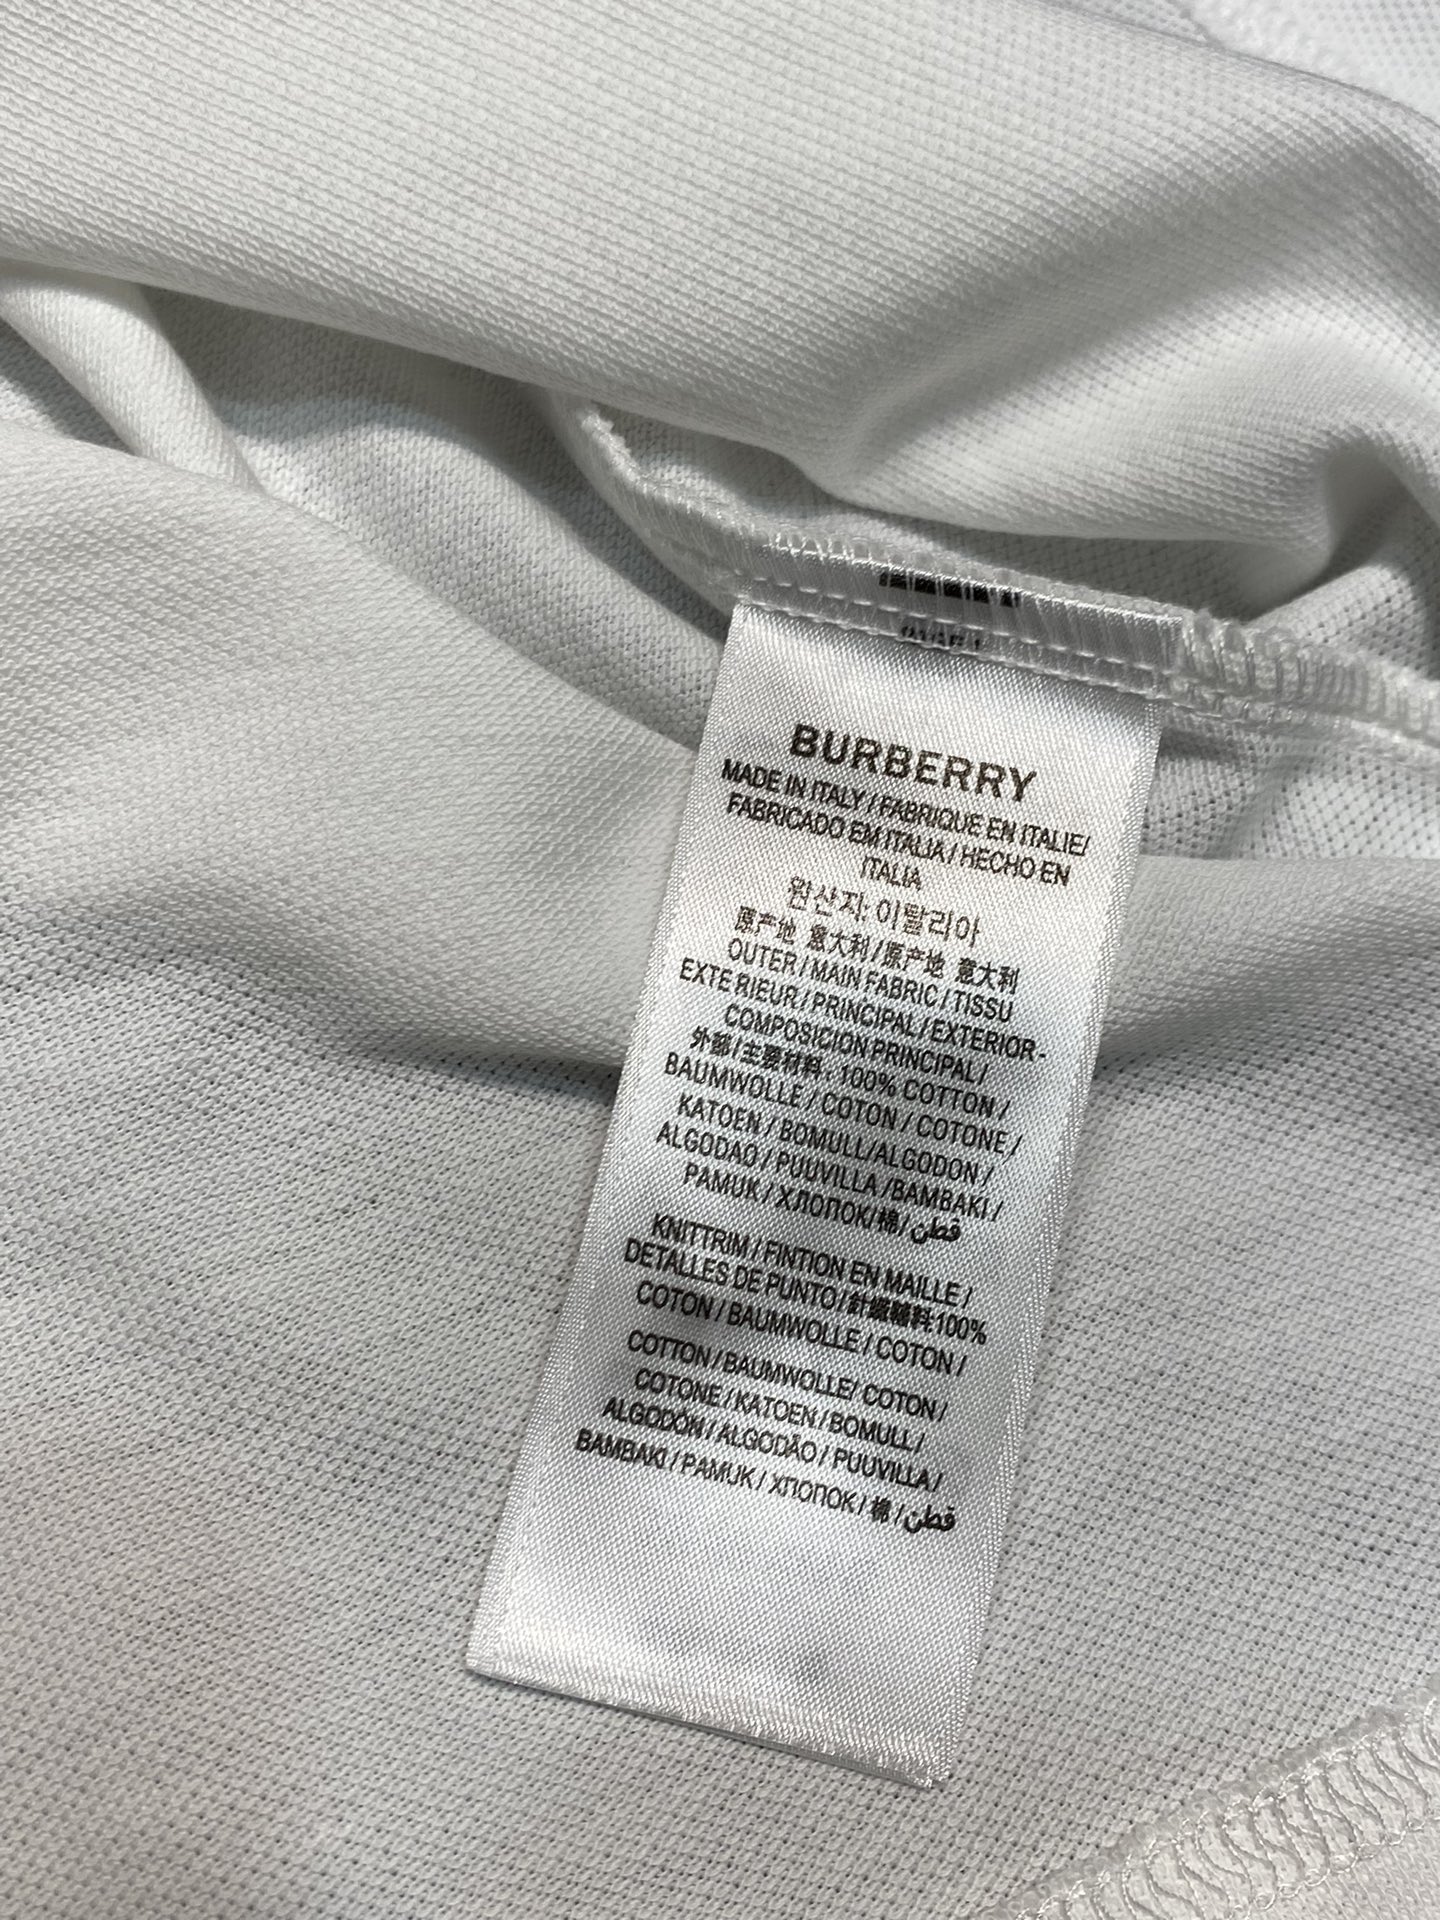 BURBERRY
MADE IN ITALY / FABRIQUE EN ITALIE/
FABRICADO EM ITALIA / HECHO EN
ITALIA
원산지: 이탈리아
原产地 意大利 / 原产地 意大利
OUTER / MAIN FABRIC / TISSU
EXTE RIEUR / PRINCIPAL / EXTERIOR-
COMPOSICION PRINCIPAL /
外部 / 主要材料 : 100% COTTON /
BAUMWOLLE / COTON / COTONE /
KATOEN / BOMULL/ALGODON /
ALGODAO / PUUVILLA /BAMBAKI /
PAMUK / ХЛОПОК/ 棉 / قطن
KNITTRIM / FINTION EN MAILLE /
DETALLES DE PUNTO / 針織輔料:100%
COTON / BAUMWOLLE / COTON /
COTTON / BAUMWOLLE/ COTON /
COTONE / KATOEN / BOMULL /
ALGODÓN / ALGODÃO / PUUVILLA /
BAMBAKI / PAMUK / ХПОПОК / 棉 / قطن